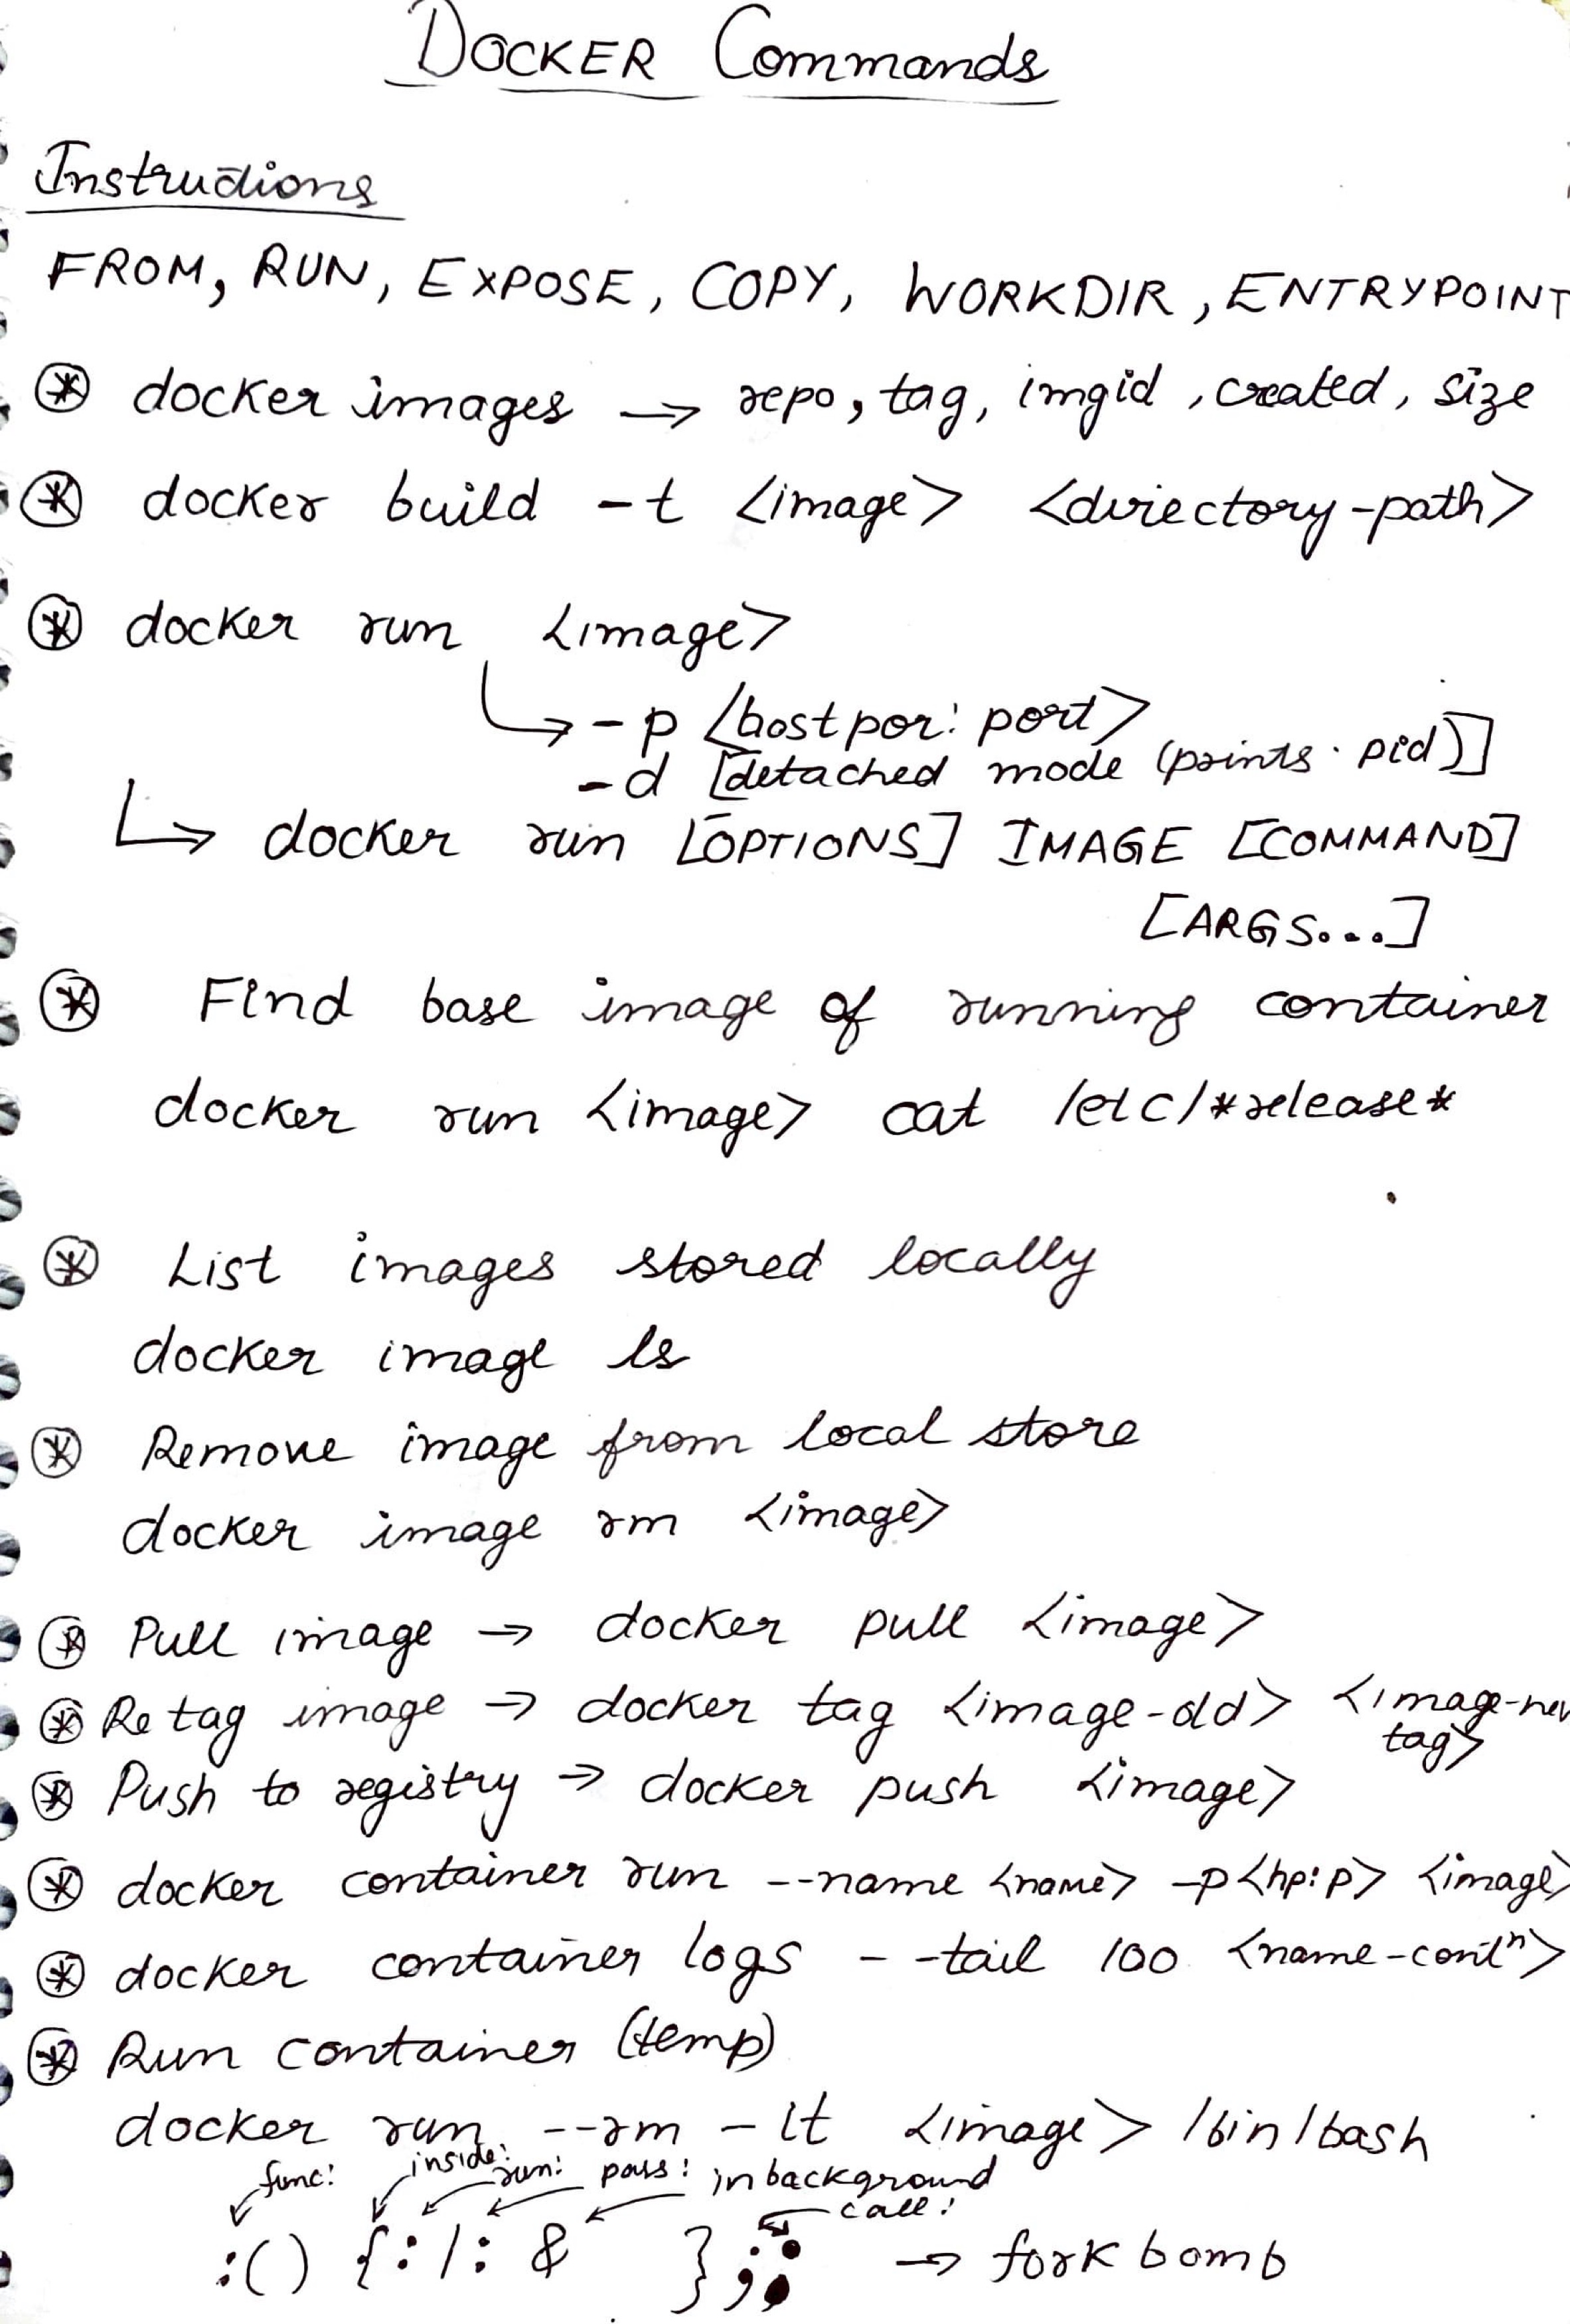 DOCKER Commands
Instructions
FROM, RUN, EXPOSE, COPY, WORKDIR, ENTRYPOINT
⊛ docker images → repo, tag, imgid, created, size
⊛ docker build -t <image> <directory-path>
⊛ docker run <image>
↳ -p <hostpor: port>
-d [detached mode (prints pid)]
↳ docker run [OPTIONS] IMAGE [COMMAND]
[ARGS...]
⊛ Find base image of running container
docker run <image> cat /etc/*release*
⊛ List images stored locally
docker image ls
⊛ Remove image from local store
docker image rm <image>
⊛ Pull image → docker pull <image>
⊛ Retag image → docker tag <image-old> <image-new
tag>
⊛ Push to registry → docker push <image>
⊛ docker container run --name <name> -p<hp:p> <image>
⊛ docker container logs --tail 100 <name-contⁿ>
⊛ Run container (temp)
docker run --rm -it <image> /bin/bash
func: inside: run: pass: in background
call:
:() {:|: & };: → fork bomb